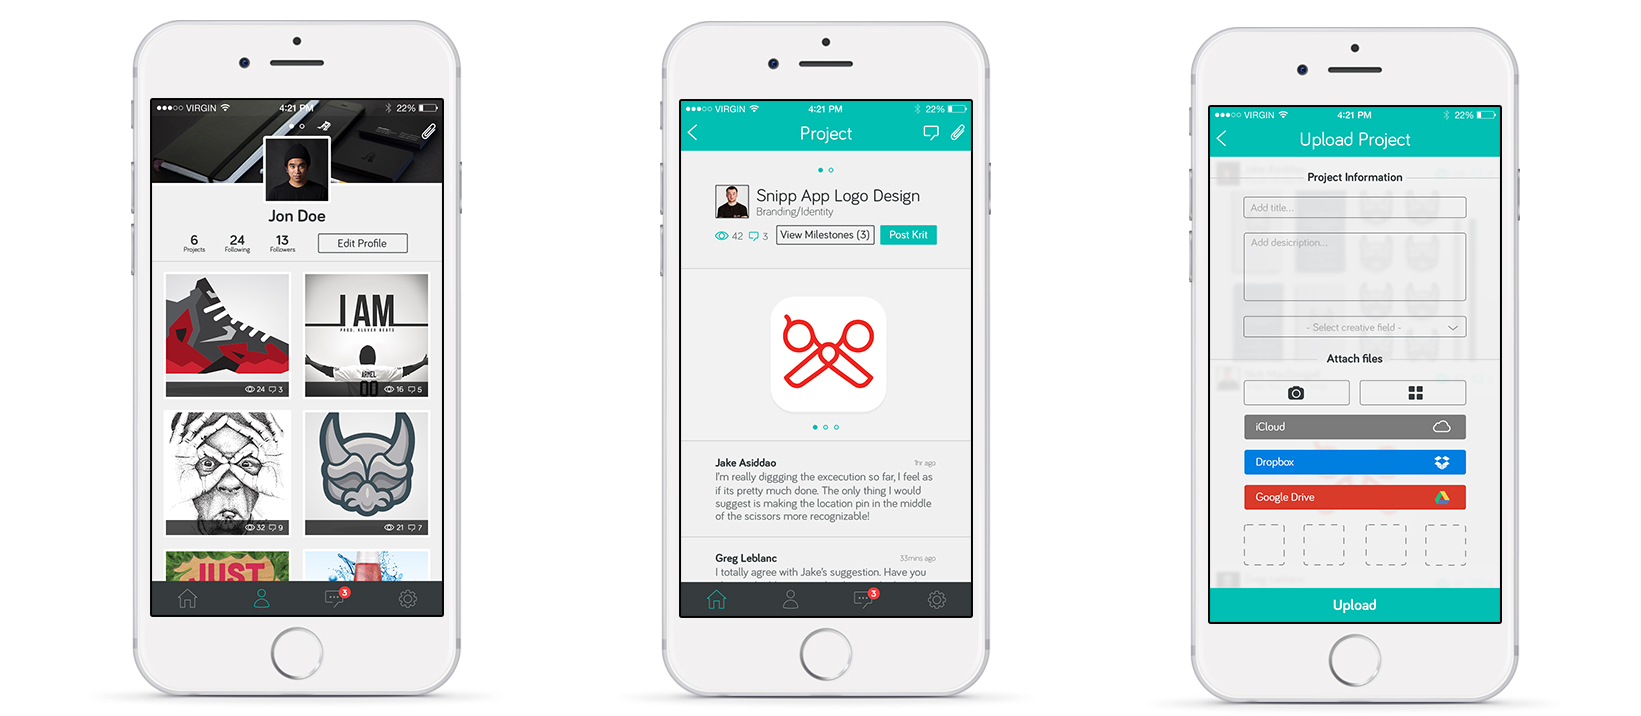 VIRGIN 4:21 PM 22%
Jon Doe
6 24 13
Projects Following Followers
Edit Profile
24 3
I AM
PROD. KLEVER BEATS
ARMEL
00
16 5
32 9
21 7
JUST
3
VIRGIN 4:21 PM 22%
Project
Snipp App Logo Design
Branding/Identity
42 3 View Milestones (3) Post Krit
Jake Asiddao 1hr ago
I'm really diggging the excecution so far, I feel as
if its pretty much done. The only thing I would
suggest is making the location pin in the middle
of the scissors more recognizable!
Greg Leblanc 33mins ago
I totally agree with Jake's suggestion. Have you
3
VIRGIN 4:21 PM 22%
Upload Project
Project Information
Add title...
Add desicription...
- Select creative field -
Attach files
iCloud
Dropbox
Google Drive
Greg Leblanc
Upload